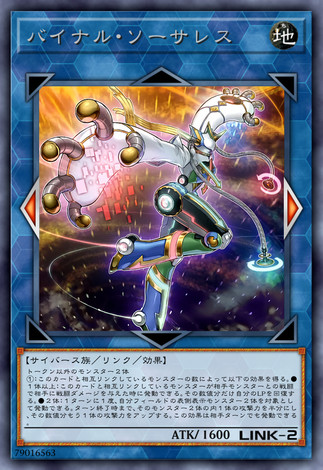 バイナル・ソーサレス
地
【サイバース族/リンク/効果】
トークン以外のモンスター2体
①:このカードと相互リンクしているモンスターの数によって以下の効果を得る。●
1体以上:このカードと相互リンクしているモンスターが相手モンスターとの戦闘
で相手に戦闘ダメージを与えた時に発動できる。その数値分だけ自分のLPを回復す
る。●2体:1ターンに1度、自分フィールドの表側表示モンスター2体を対象とし
て発動できる。ターン終了時まで、そのモンスター2体の内1体の攻撃力を半分にし、
その数値分もう1体の攻撃力をアップする。この効果は相手ターンでも発動できる。
ATK/1600 LINK-2
79016563